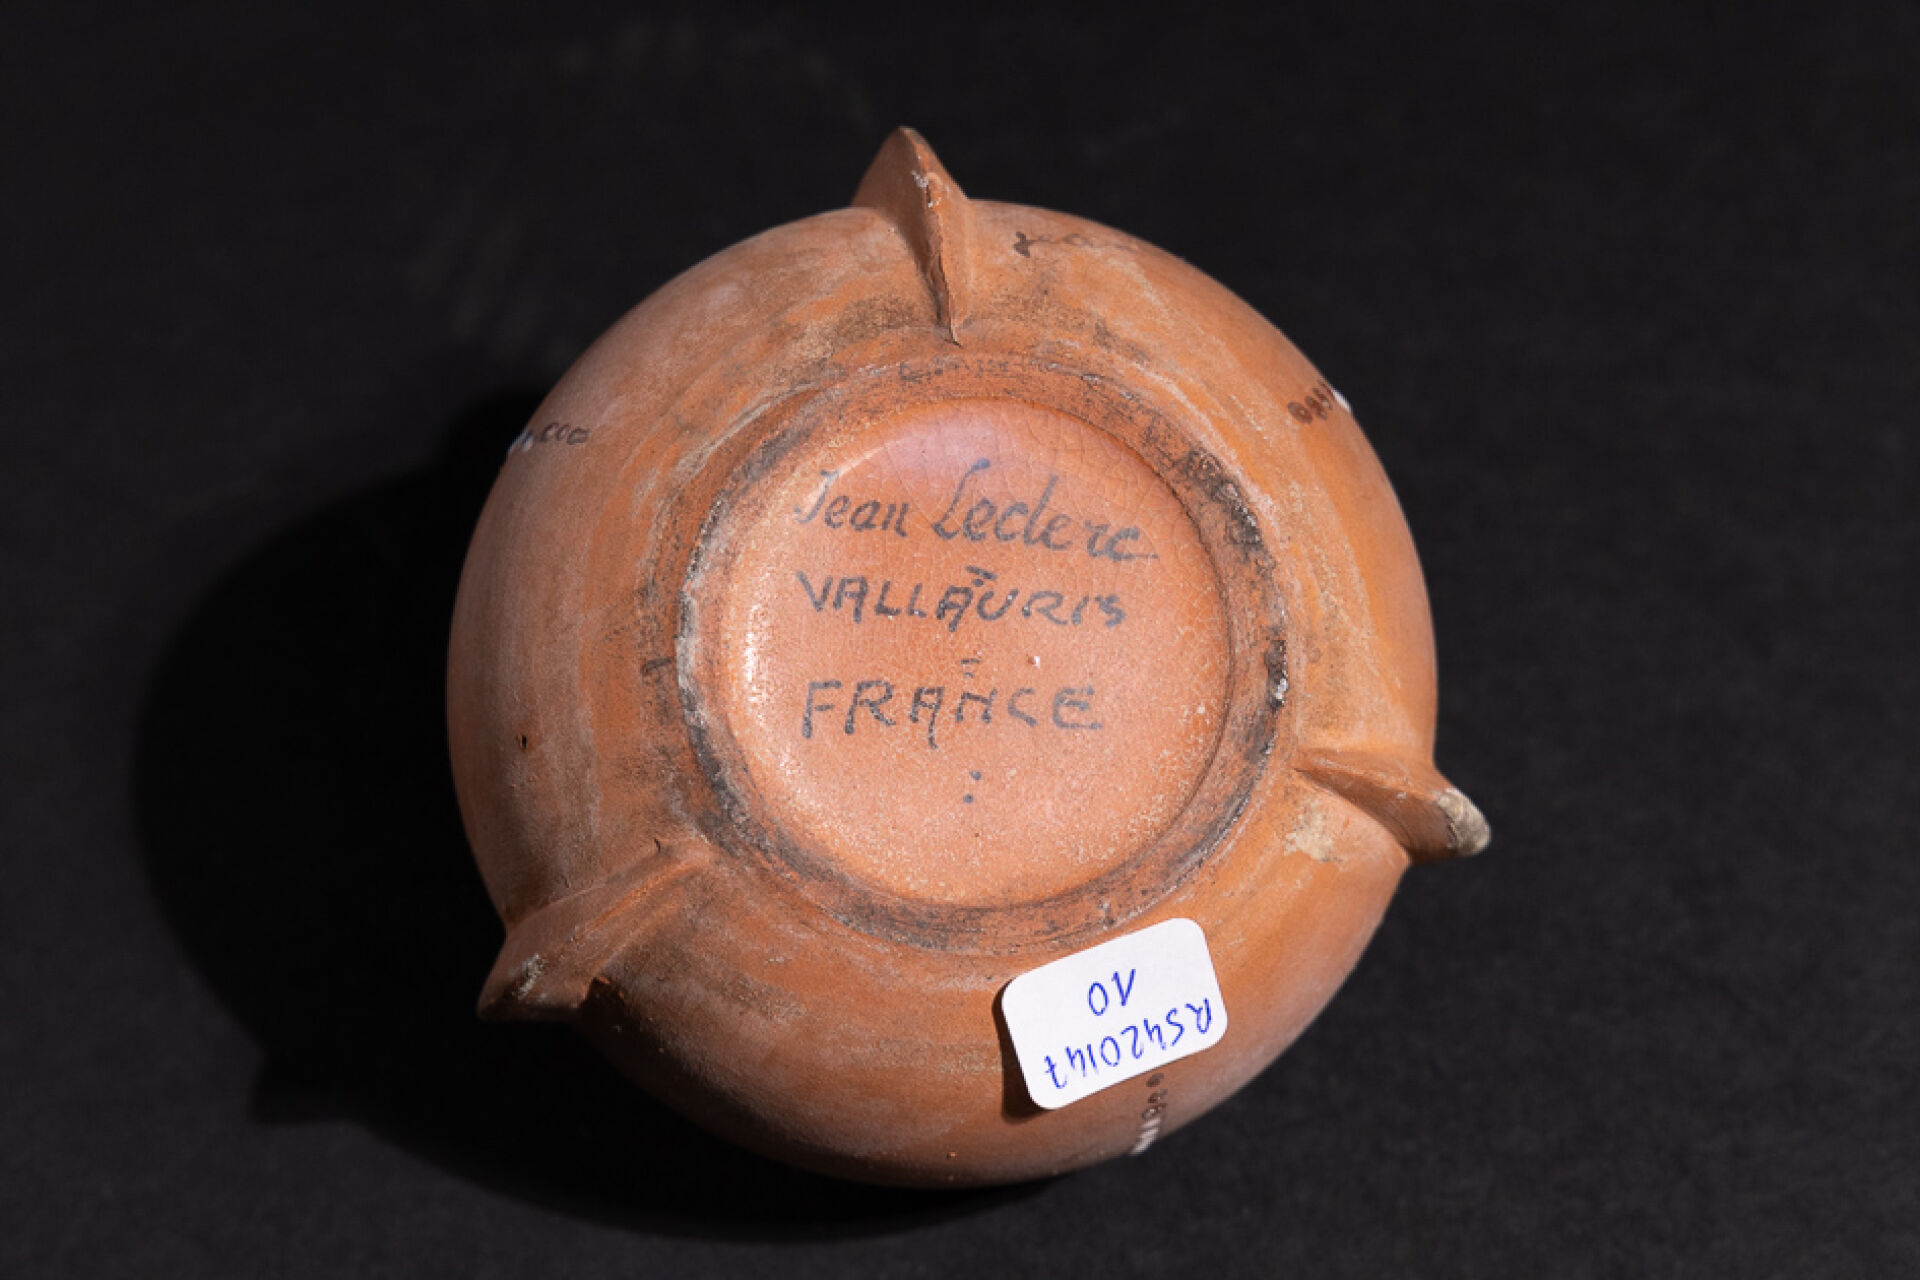 Jean Leclerc
VALLAURIS
FRANCE
RS420147
10